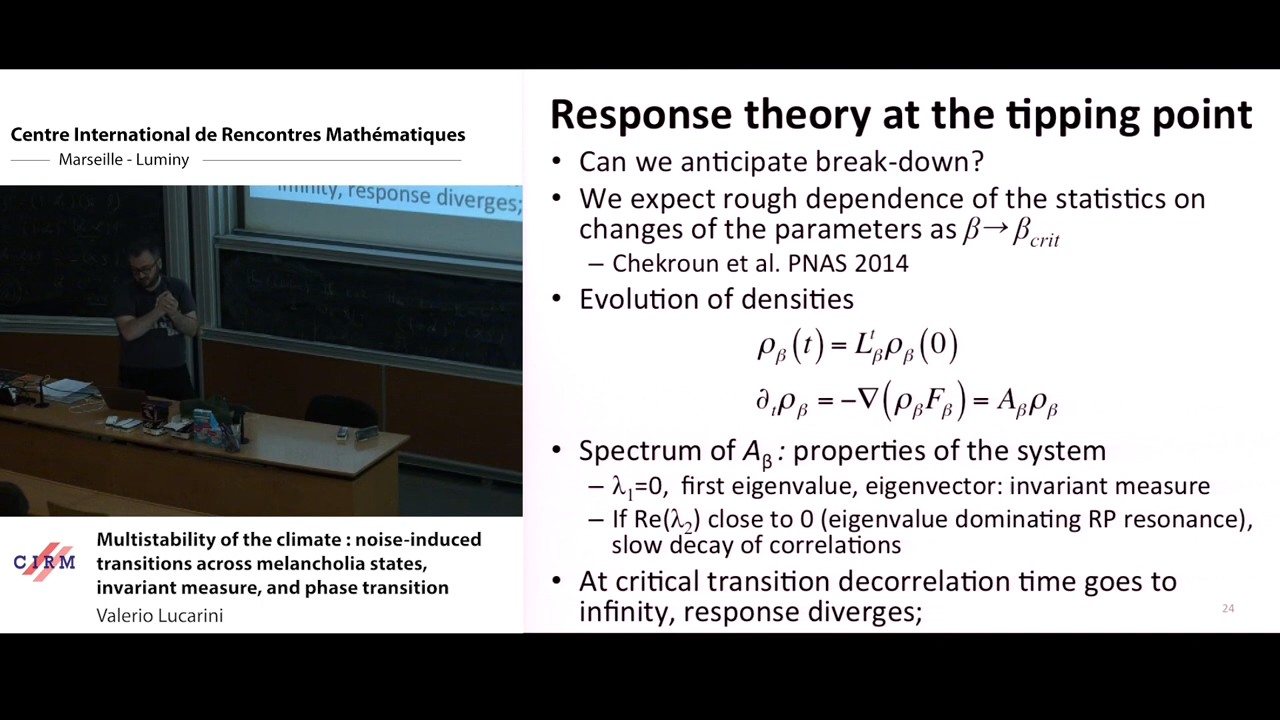 Centre International de Rencontres Mathématiques
Marseille - Luminy
infinity, response diverges;
CIRM
Multistability of the climate : noise-induced
transitions across melancholia states,
invariant measure, and phase transition
Valerio Lucarini
Response theory at the tipping point
• Can we anticipate break-down?
• We expect rough dependence of the statistics on
changes of the parameters as β→β_crit
– Chekroun et al. PNAS 2014
• Evolution of densities
ρ_β(t) = L^t_β ρ_β(0)
∂_t ρ_β = −∇(ρ_β F_β) = A_β ρ_β
• Spectrum of A_β : properties of the system
– λ₁=0, first eigenvalue, eigenvector: invariant measure
– If Re(λ₂) close to 0 (eigenvalue dominating RP resonance),
slow decay of correlations
• At critical transition decorrelation time goes to
infinity, response diverges;
24